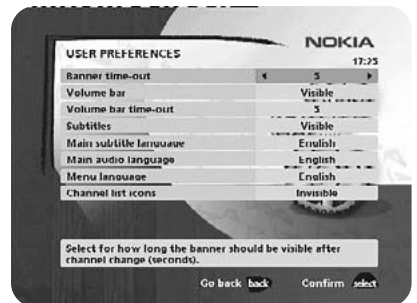 NOKIA
USER PREFERENCES
17:25
Banner time-out 5
Volume bar Visible
Volume bar time-out 5
Subtitles Visible
Main subtitle language English
Main audio language English
Menu language English
Channel list icons Invisible
Select for how long the banner should be visible after
channel change (seconds).
Go back back Confirm select